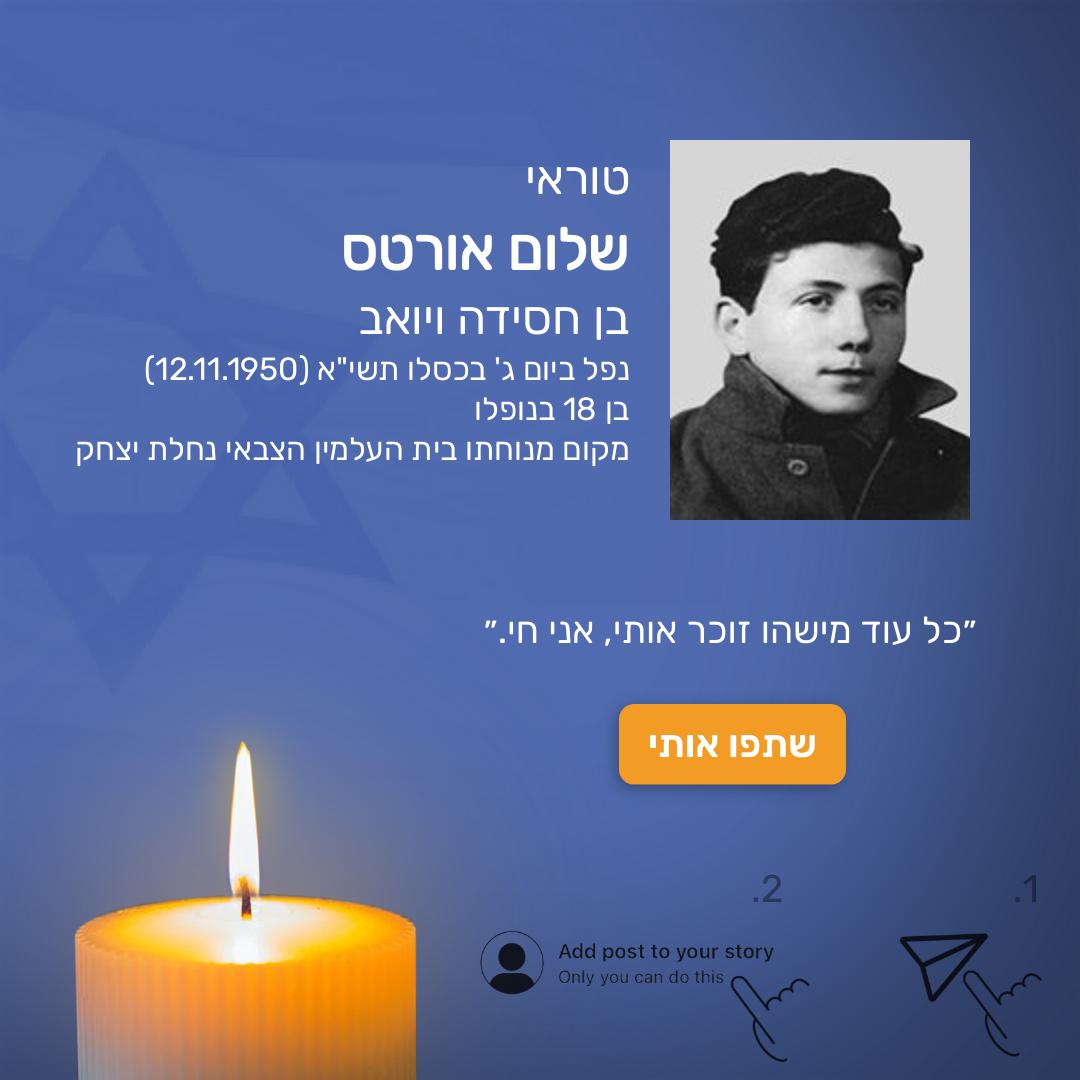 טוראי
שלום אורטס
בן חסידה ויואב
נפל ביום ג' בכסלו תשי"א (12.11.1950)
בן 18 בנופלו
מקום מנוחתו בית העלמין הצבאי נחלת יצחק
״כל עוד מישהו זוכר אותי, אני חי.״
שתפו אותי
1.
2.
Add post to your story
Only you can do this